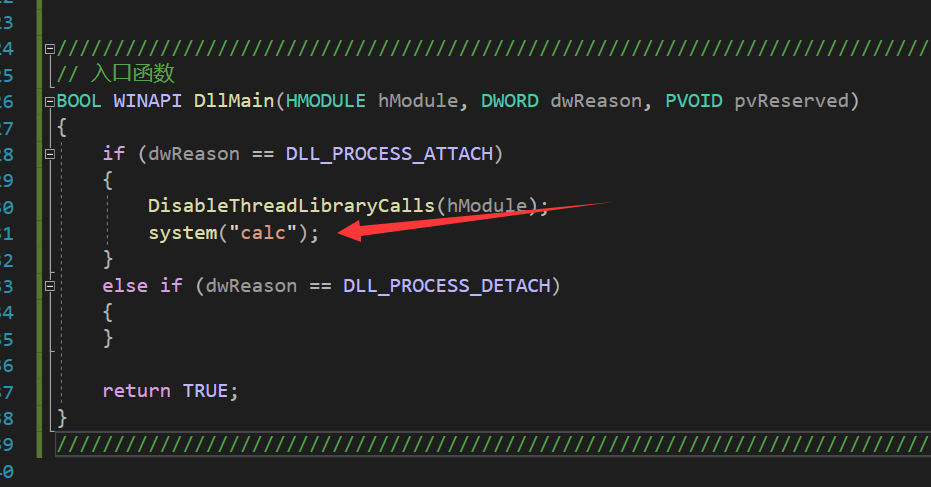 23
24 ////////////////////////////////////////////////////////////////////////////
25 // 入口函数
26 BOOL WINAPI DllMain(HMODULE hModule, DWORD dwReason, PVOID pvReserved)
27 {
28 if (dwReason == DLL_PROCESS_ATTACH)
29 {
30 DisableThreadLibraryCalls(hModule);
31 system("calc");
32 }
33 else if (dwReason == DLL_PROCESS_DETACH)
34 {
35 }
36
37 return TRUE;
38 }
39 ////////////////////////////////////////////////////////////////////////////
40